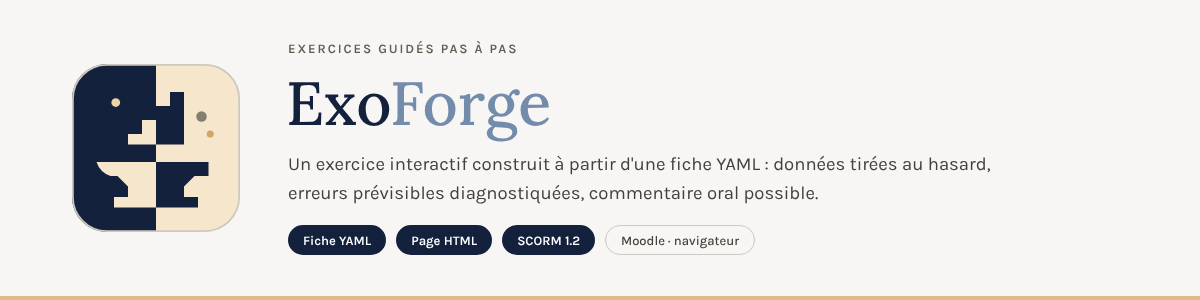 EXERCICES GUIDÉS PAS À PAS
ExoForge
Un exercice interactif construit à partir d'une fiche YAML : données tirées au hasard,
erreurs prévisibles diagnostiquées, commentaire oral possible.
Fiche YAML
Page HTML
SCORM 1.2
Moodle · navigateur